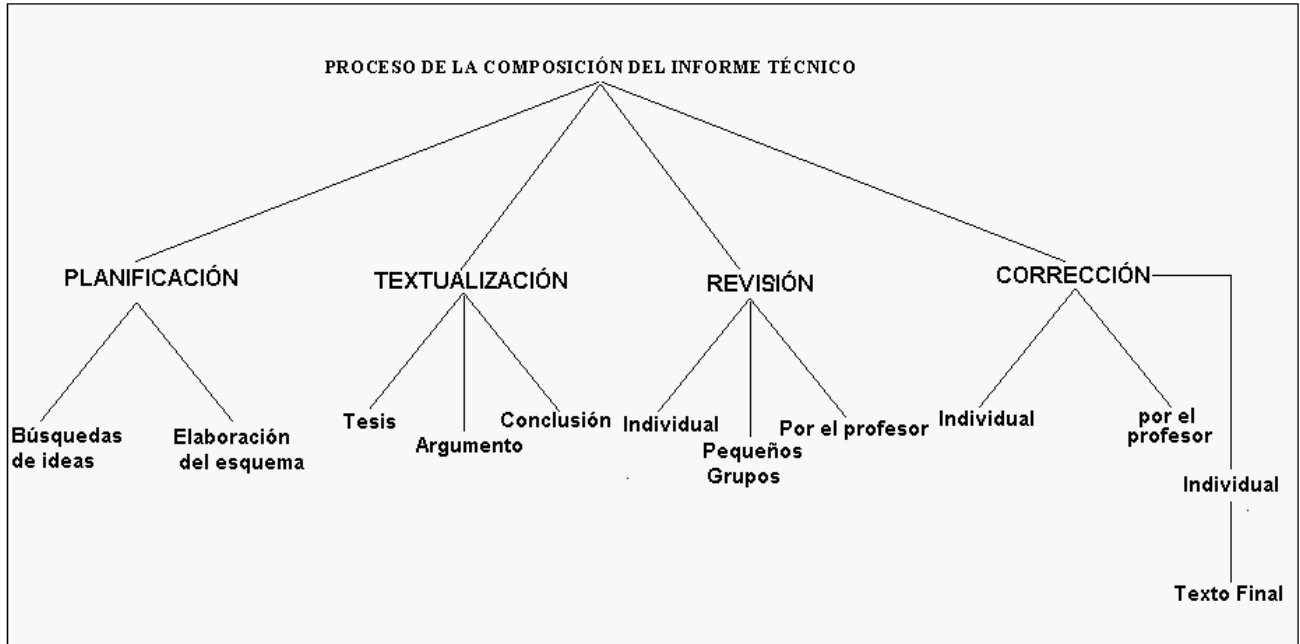 PROCESO DE LA COMPOSICIÓN DEL INFORME TÉCNICO
PLANIFICACIÓN
TEXTUALIZACIÓN
REVISIÓN
CORRECCIÓN
Búsquedas
de ideas
Elaboración
del esquema
Tesis
Argumento
Conclusión
Individual
Pequeños
Grupos
Por el profesor
Individual
por el
profesor
Individual
Texto Final